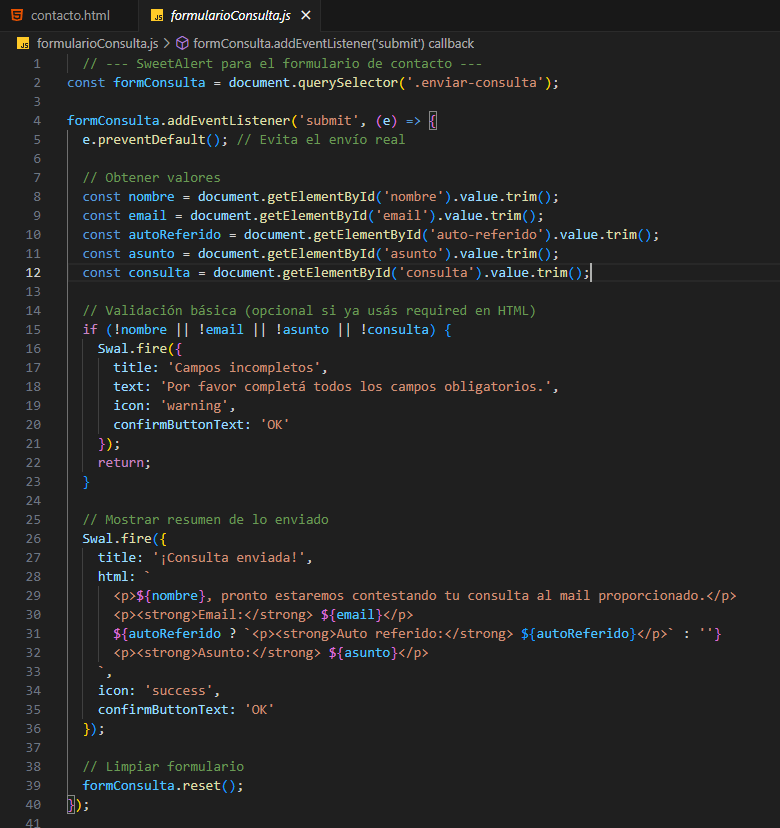 contacto.html
JS formularioConsulta.js ×
JS formularioConsulta.js > formConsulta.addEventListener('submit') callback
1 // --- SweetAlert para el formulario de contacto ---
2 const formConsulta = document.querySelector('.enviar-consulta');
3
4 formConsulta.addEventListener('submit', (e) => {
5 e.preventDefault(); // Evita el envío real
6
7 // Obtener valores
8 const nombre = document.getElementById('nombre').value.trim();
9 const email = document.getElementById('email').value.trim();
10 const autoReferido = document.getElementById('auto-referido').value.trim();
11 const asunto = document.getElementById('asunto').value.trim();
12 const consulta = document.getElementById('consulta').value.trim();
13
14 // Validación básica (opcional si ya usás required en HTML)
15 if (!nombre || !email || !asunto || !consulta) {
16 Swal.fire({
17 title: 'Campos incompletos',
18 text: 'Por favor completá todos los campos obligatorios.',
19 icon: 'warning',
20 confirmButtonText: 'OK'
21 });
22 return;
23 }
24
25 // Mostrar resumen de lo enviado
26 Swal.fire({
27 title: '¡Consulta enviada!',
28 html: `
29 <p>${nombre}, pronto estaremos contestando tu consulta al mail proporcionado.</p>
30 <p><strong>Email:</strong> ${email}</p>
31 ${autoReferido ? `<p><strong>Auto referido:</strong> ${autoReferido}</p>` : ''}
32 <p><strong>Asunto:</strong> ${asunto}</p>
33 `,
34 icon: 'success',
35 confirmButtonText: 'OK'
36 });
37
38 // Limpiar formulario
39 formConsulta.reset();
40 });
41